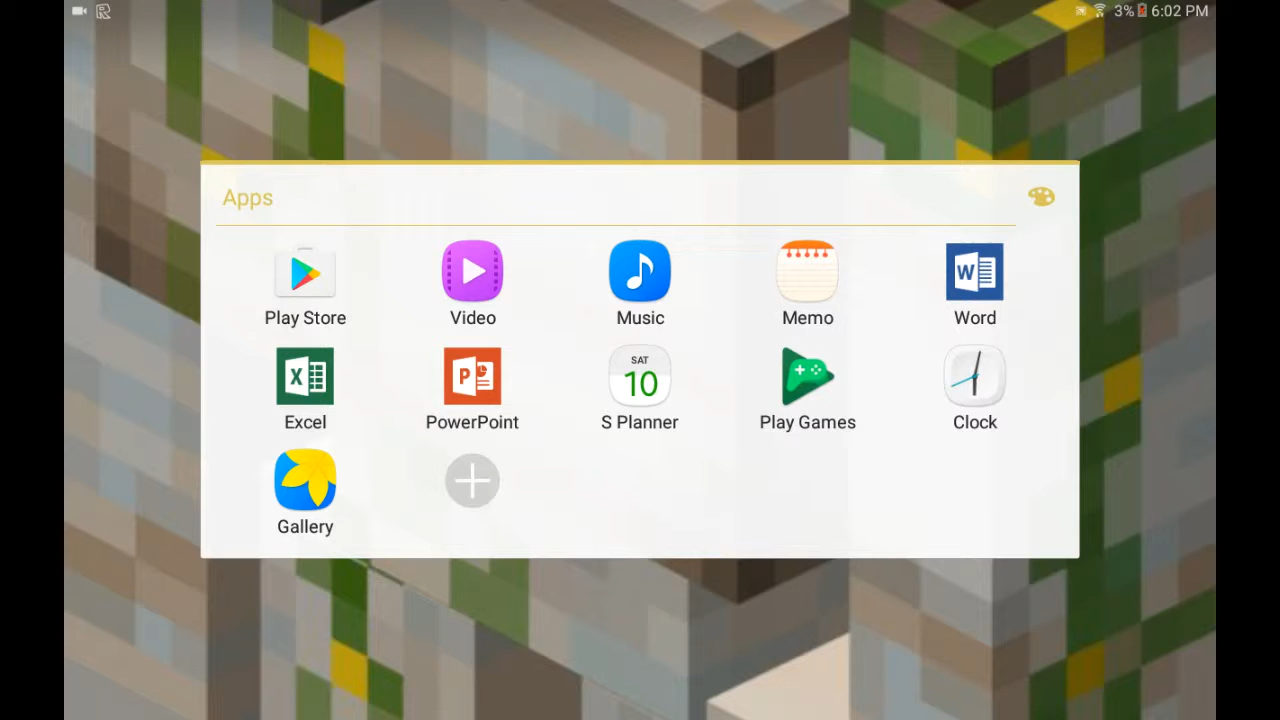 3% 6:02 PM
Apps
Play Store Video Music Memo Word
SAT
10
Excel PowerPoint S Planner Play Games Clock
Gallery